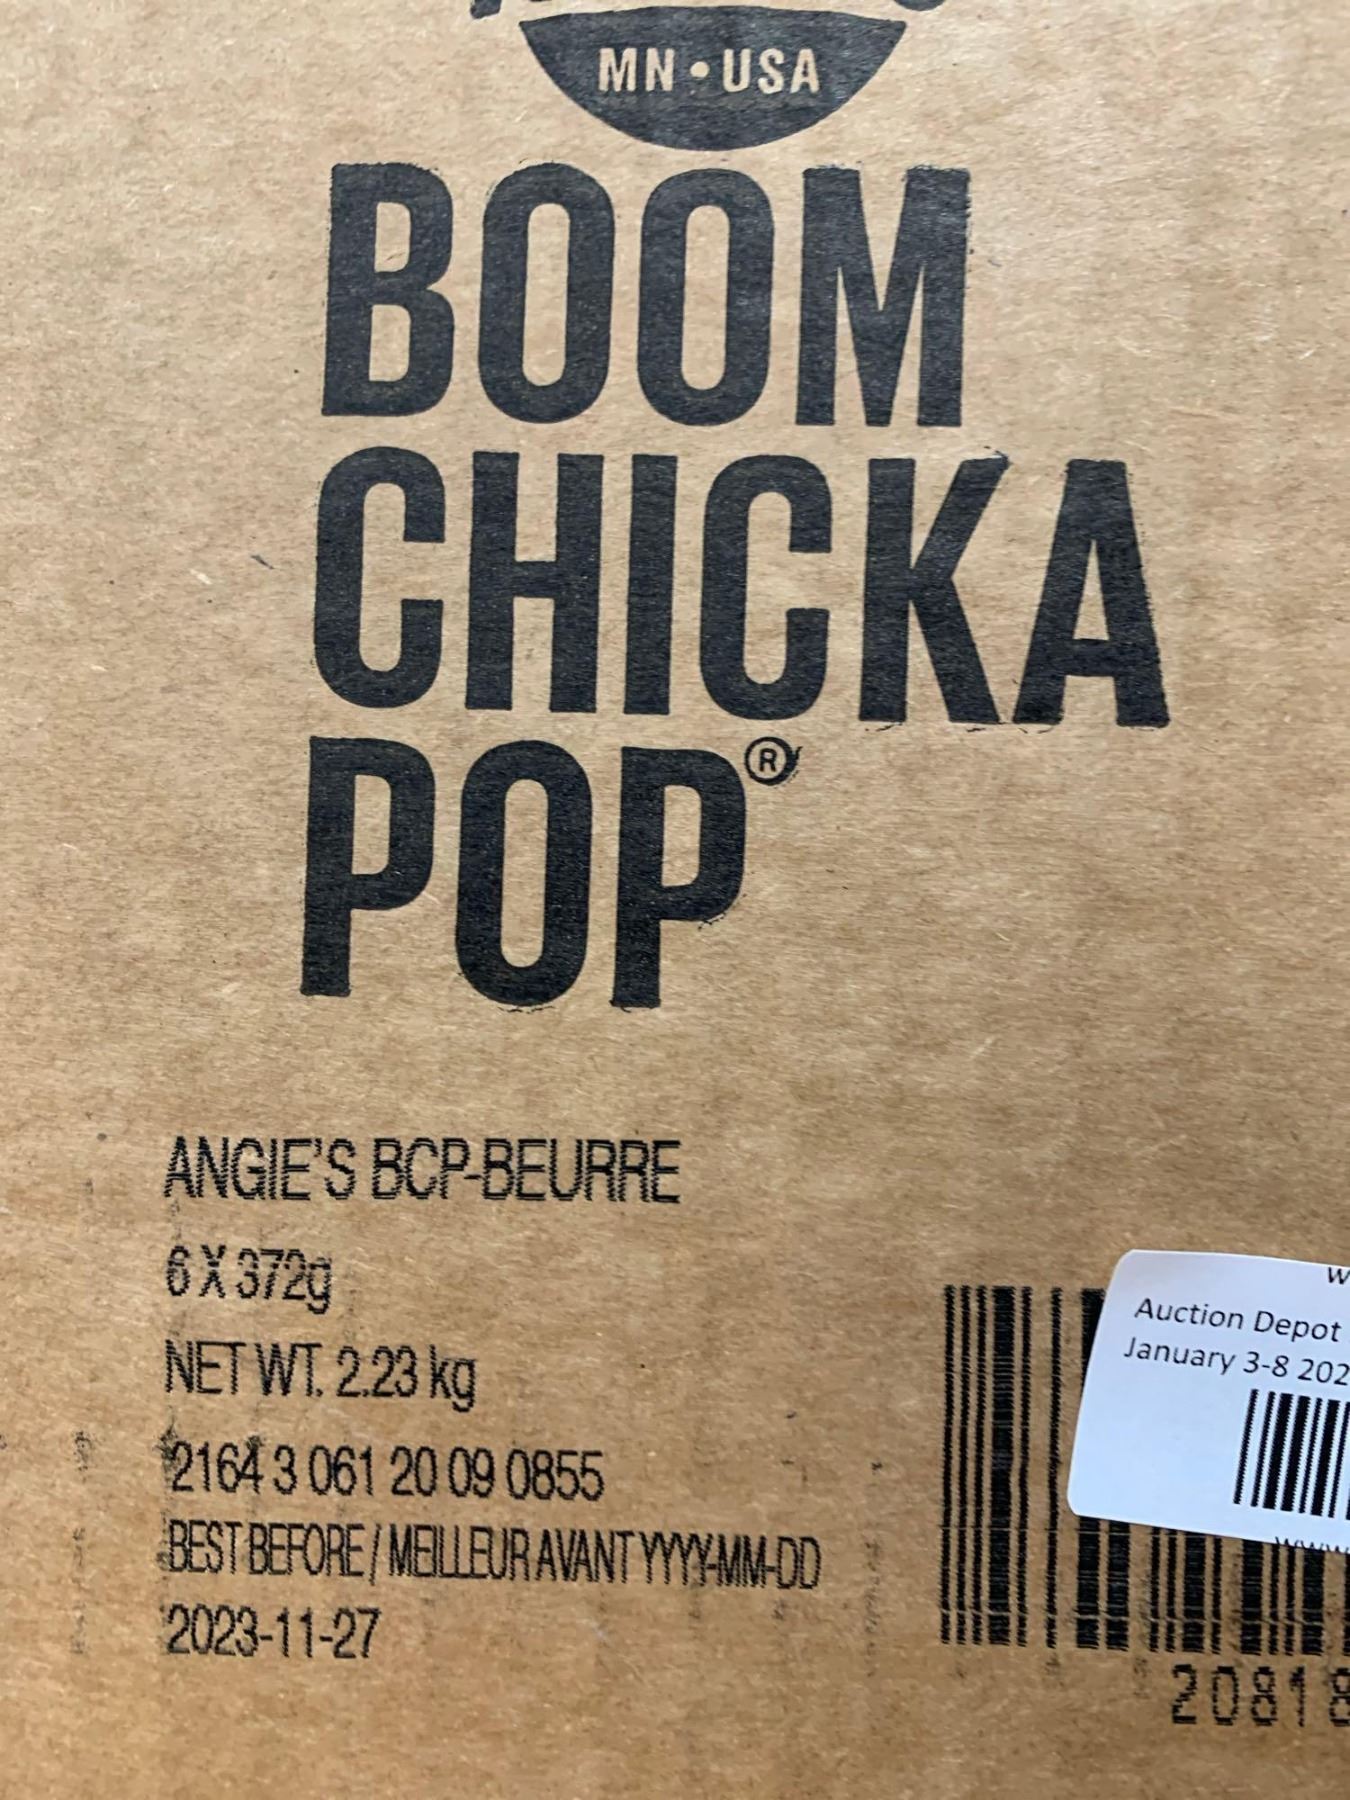 MN • USA
BOOM
CHICKA
POP®
ANGIE'S BCP-BEURRE
6 X 372g
NET WT. 2.23 kg
2164 3 061 20 09 0855
BEST BEFORE / MEILLEUR AVANT YYYY-MM-DD
2023-11-27
Auction Depot
January 3-8 202
20818